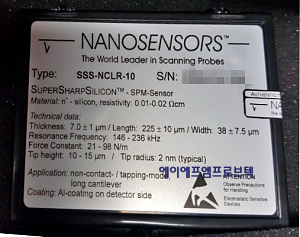 NANOSENSORS™
The World Leader in Scanning Probes
Type: SSS-NCLR-10 S/N:
SUPERSHARPSILICON™ - SPM-Sensor
Material: n⁺- silicon, resistivity: 0.01-0.02 Ωcm
Technical data:
Thickness: 7.0 ± 1 µm / Length: 225 ± 10 µm / Width: 38 ± 7.5 µm
Resonance Frequency: 146 - 236 kHz
Force Constant: 21 - 98 N/m
Tip height: 10 - 15 µm / Tip radius: 2 nm (typical)
에이에프엠프로브텍
Application: non-contact- / tapping-mode,
long cantilever
Coating: Al-coating on detector side
ATTENTION
Observe Precautions
for Handling
Electrostatic Sensitive
Devices